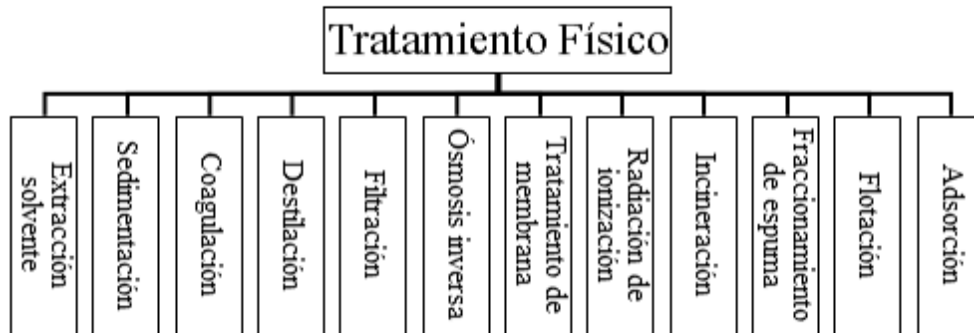 Tratamiento Físico
Extracción
solvente
Sedimentación
Coagulación
Destilación
Filtración
Ósmosis inversa
Tratamiento de
membrana
Radiación de
ionización
Incineración
Fraccionamiento
de espuma
Flotación
Adsorción